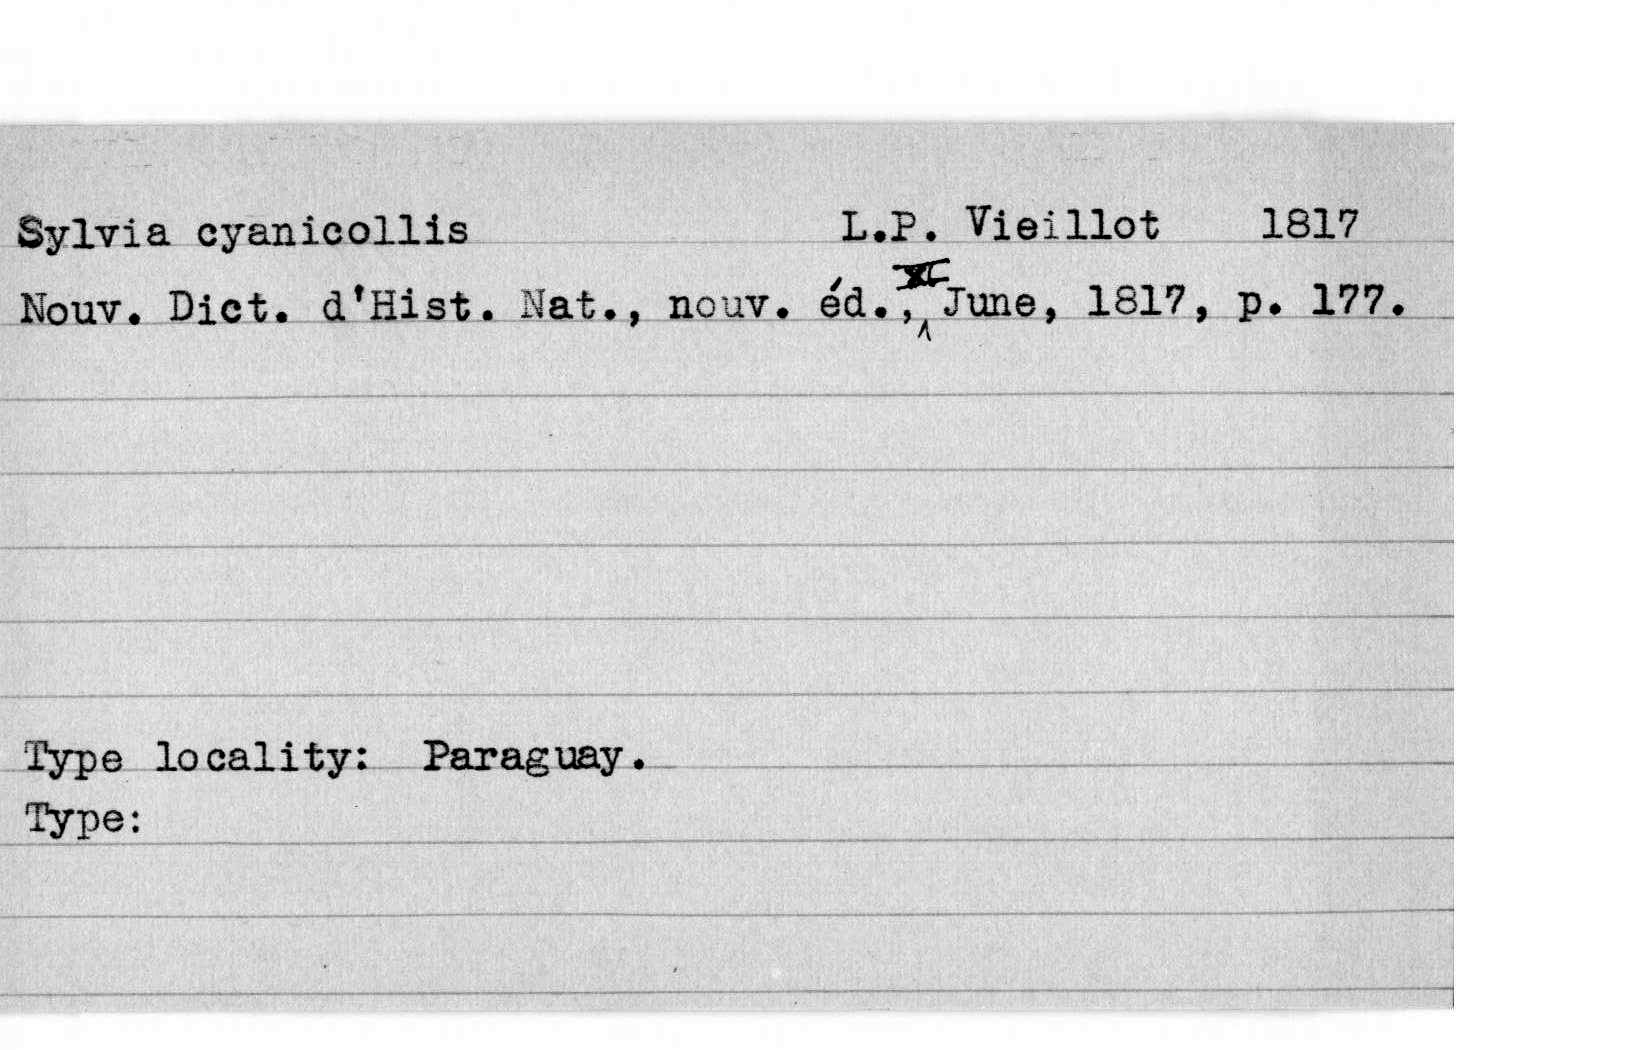 Sylvia cyanicollis L.P. Vieillot 1817
Nouv. Dict. d'Hist. Nat., nouv. éd., XI June, 1817, p. 177.
Type locality: Paraguay.
Type: